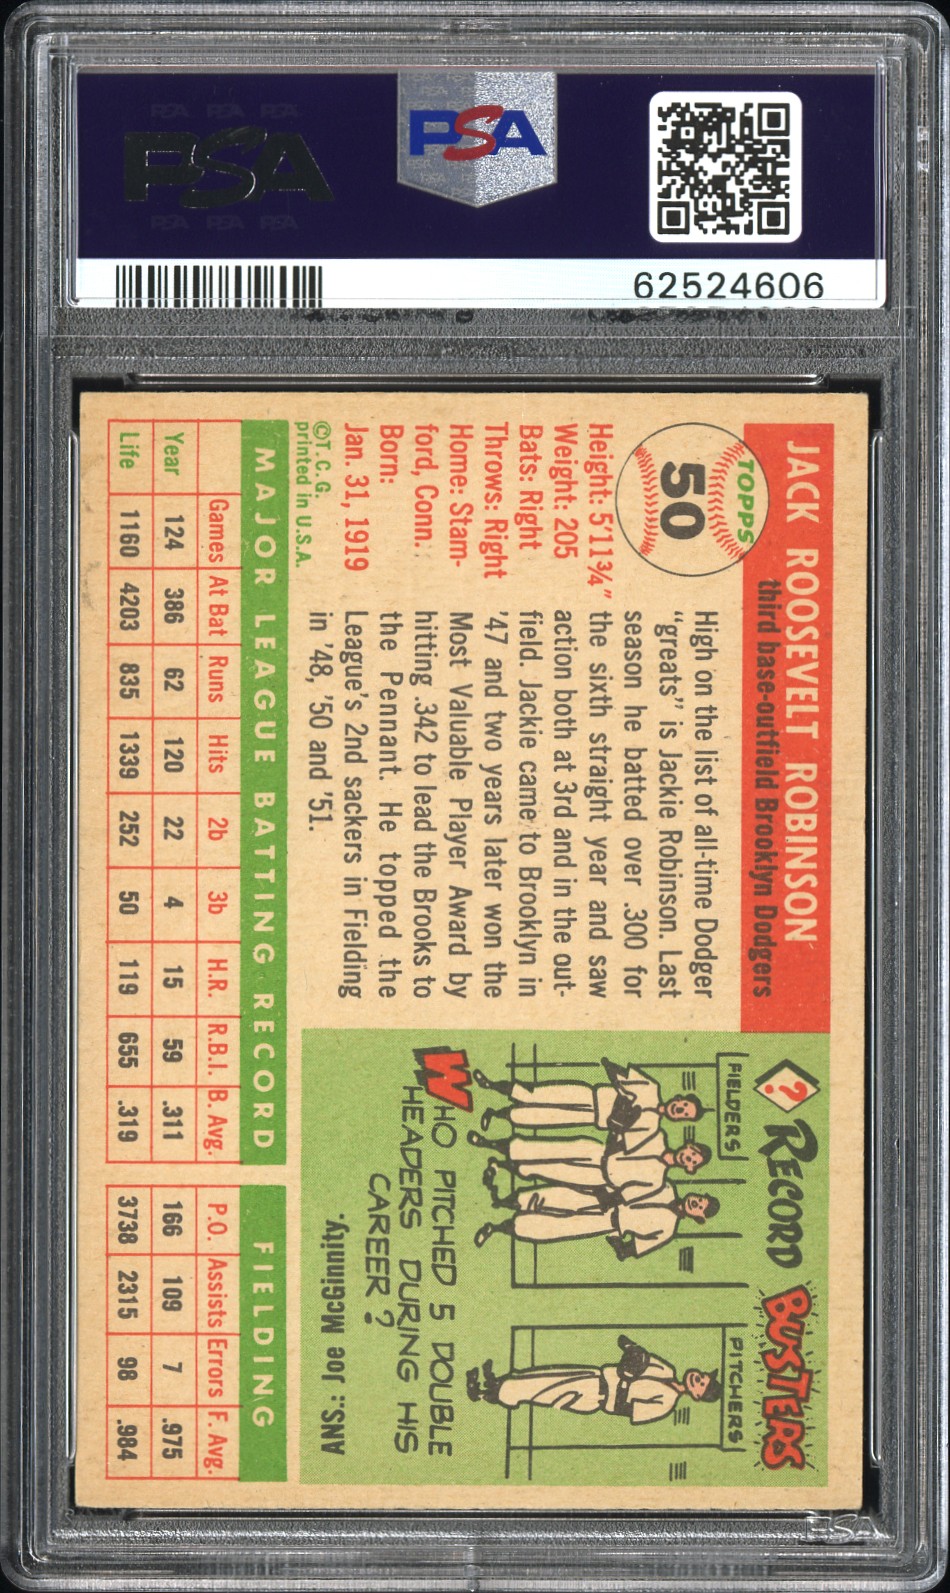 PSA PSA PSA
PSA
PSA PSA PSA
PSA
62524606
JACK ROOSEVELT ROBINSON
third base-outfield Brooklyn Dodgers
TOPPS
50
Height: 5'11¾"
Weight: 205
Bats: Right
Throws: Right
Home: Stam-
ford, Conn.
Born:
Jan. 31, 1919
©T.C.G.
printed in U.S.A.
High on the list of all-time Dodger
"greats" is Jackie Robinson. Last
season he batted over .300 for
the sixth straight year and saw
action both at 3rd and in the out-
field. Jackie came to Brooklyn in
'47 and two years later won the
Most Valuable Player Award by
hitting .342 to lead the Brooks to
the Pennant. He topped the
League's 2nd sackers in Fielding
in '48, '50 and '51.
? RECORD BUSTERS
FIELDERS
PITCHERS
WHO PITCHED 5 DOUBLE
HEADERS DURING HIS
CAREER?
ANS.: Joe McGinnity.
MAJOR LEAGUE BATTING RECORD FIELDING
Games At Bat Runs Hits 2b 3b H.R. R.B.I. B. Avg. P.O. Assists Errors F. Avg.
Year 124 386 62 120 22 4 15 59 .311 166 109 7 .975
Life 1160 4203 835 1339 252 50 119 655 .319 3738 2315 98 .984
PSA